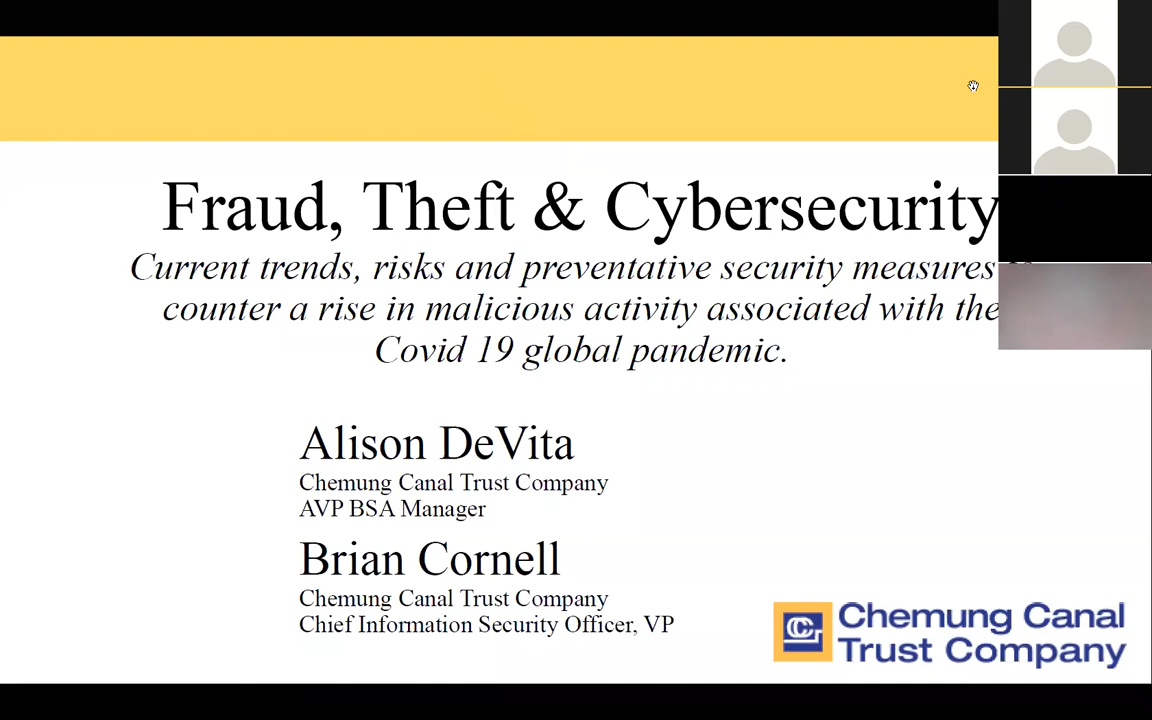 Fraud, Theft & Cybersecurity
Current trends, risks and preventative security measures
counter a rise in malicious activity associated with the
Covid 19 global pandemic.
Alison DeVita
Chemung Canal Trust Company
AVP BSA Manager
Brian Cornell
Chemung Canal Trust Company
Chief Information Security Officer, VP
Chemung Canal
Trust Company